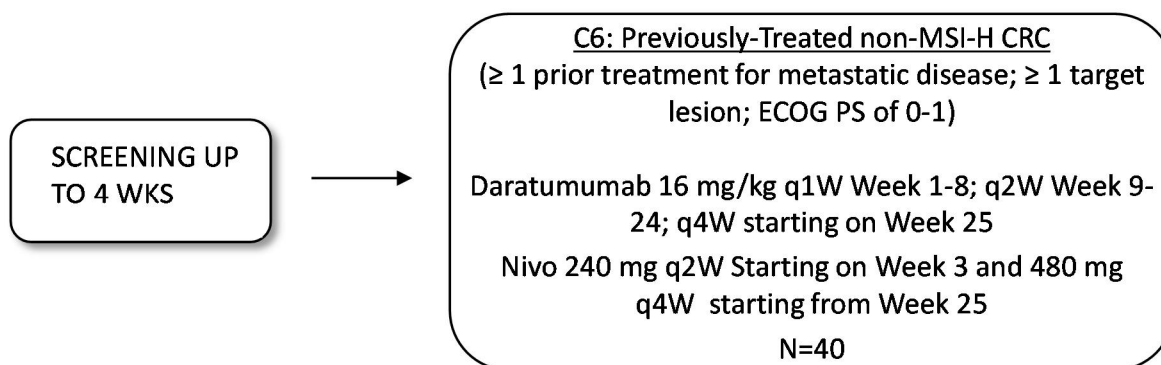 SCREENING UP
TO 4 WKS
C6: Previously-Treated non-MSI-H CRC
(≥ 1 prior treatment for metastatic disease; ≥ 1 target
lesion; ECOG PS of 0-1)
Daratumumab 16 mg/kg q1W Week 1-8; q2W Week 9-
24; q4W starting on Week 25
Nivo 240 mg q2W Starting on Week 3 and 480 mg
q4W starting from Week 25
N=40